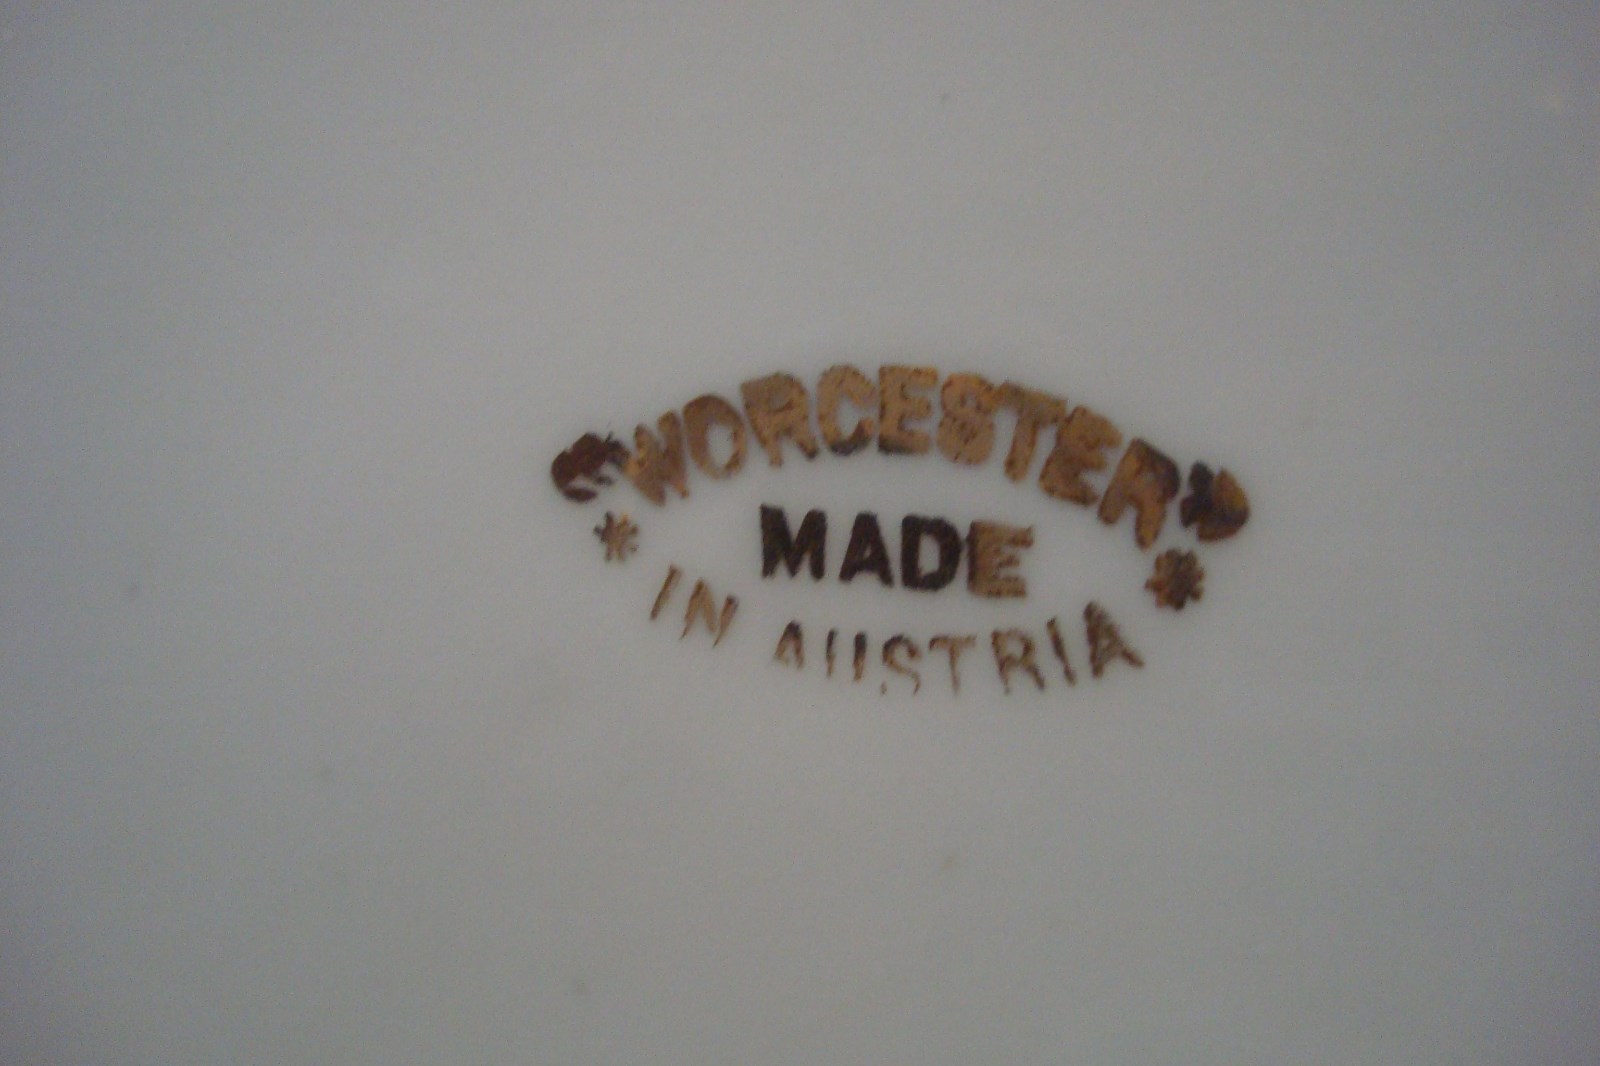 "WORCESTER"
* MADE *
IN AUSTRIA